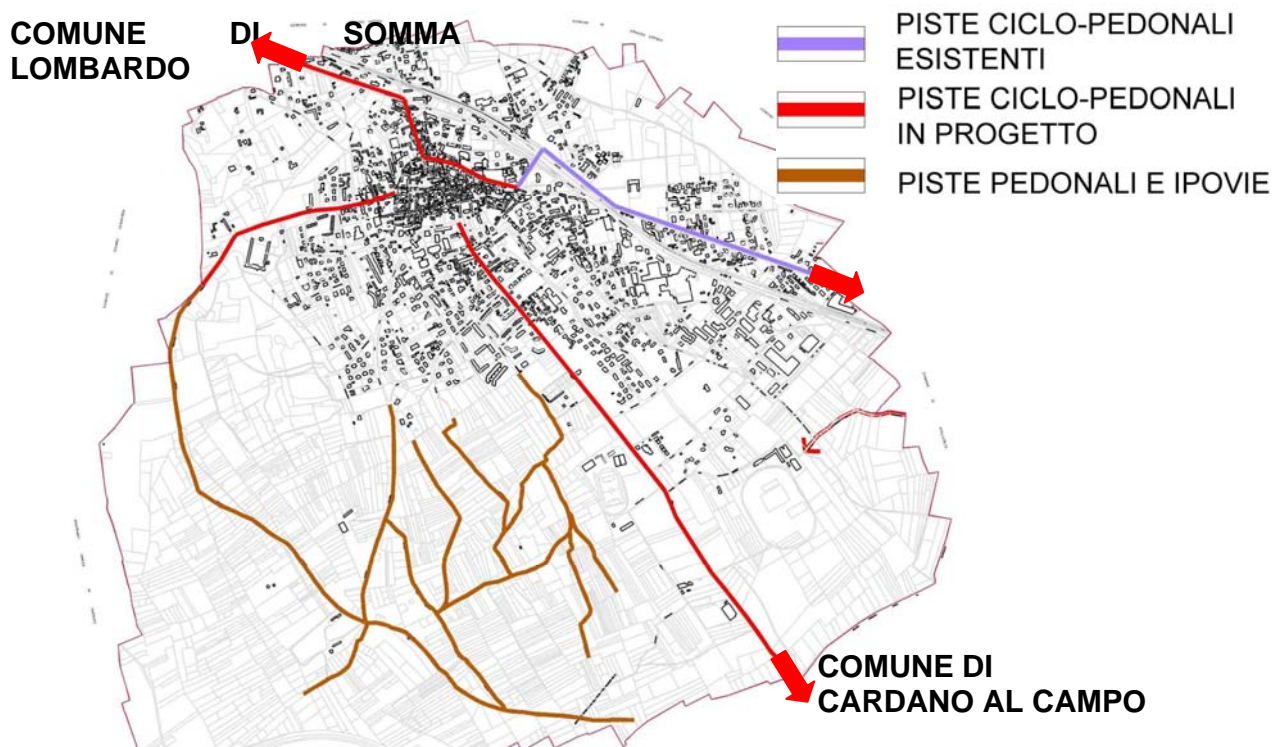 COMUNE DI SOMMA
LOMBARDO
PISTE CICLO-PEDONALI
ESISTENTI
PISTE CICLO-PEDONALI
IN PROGETTO
PISTE PEDONALI E IPOVIE
COMUNE DI
CARDANO AL CAMPO